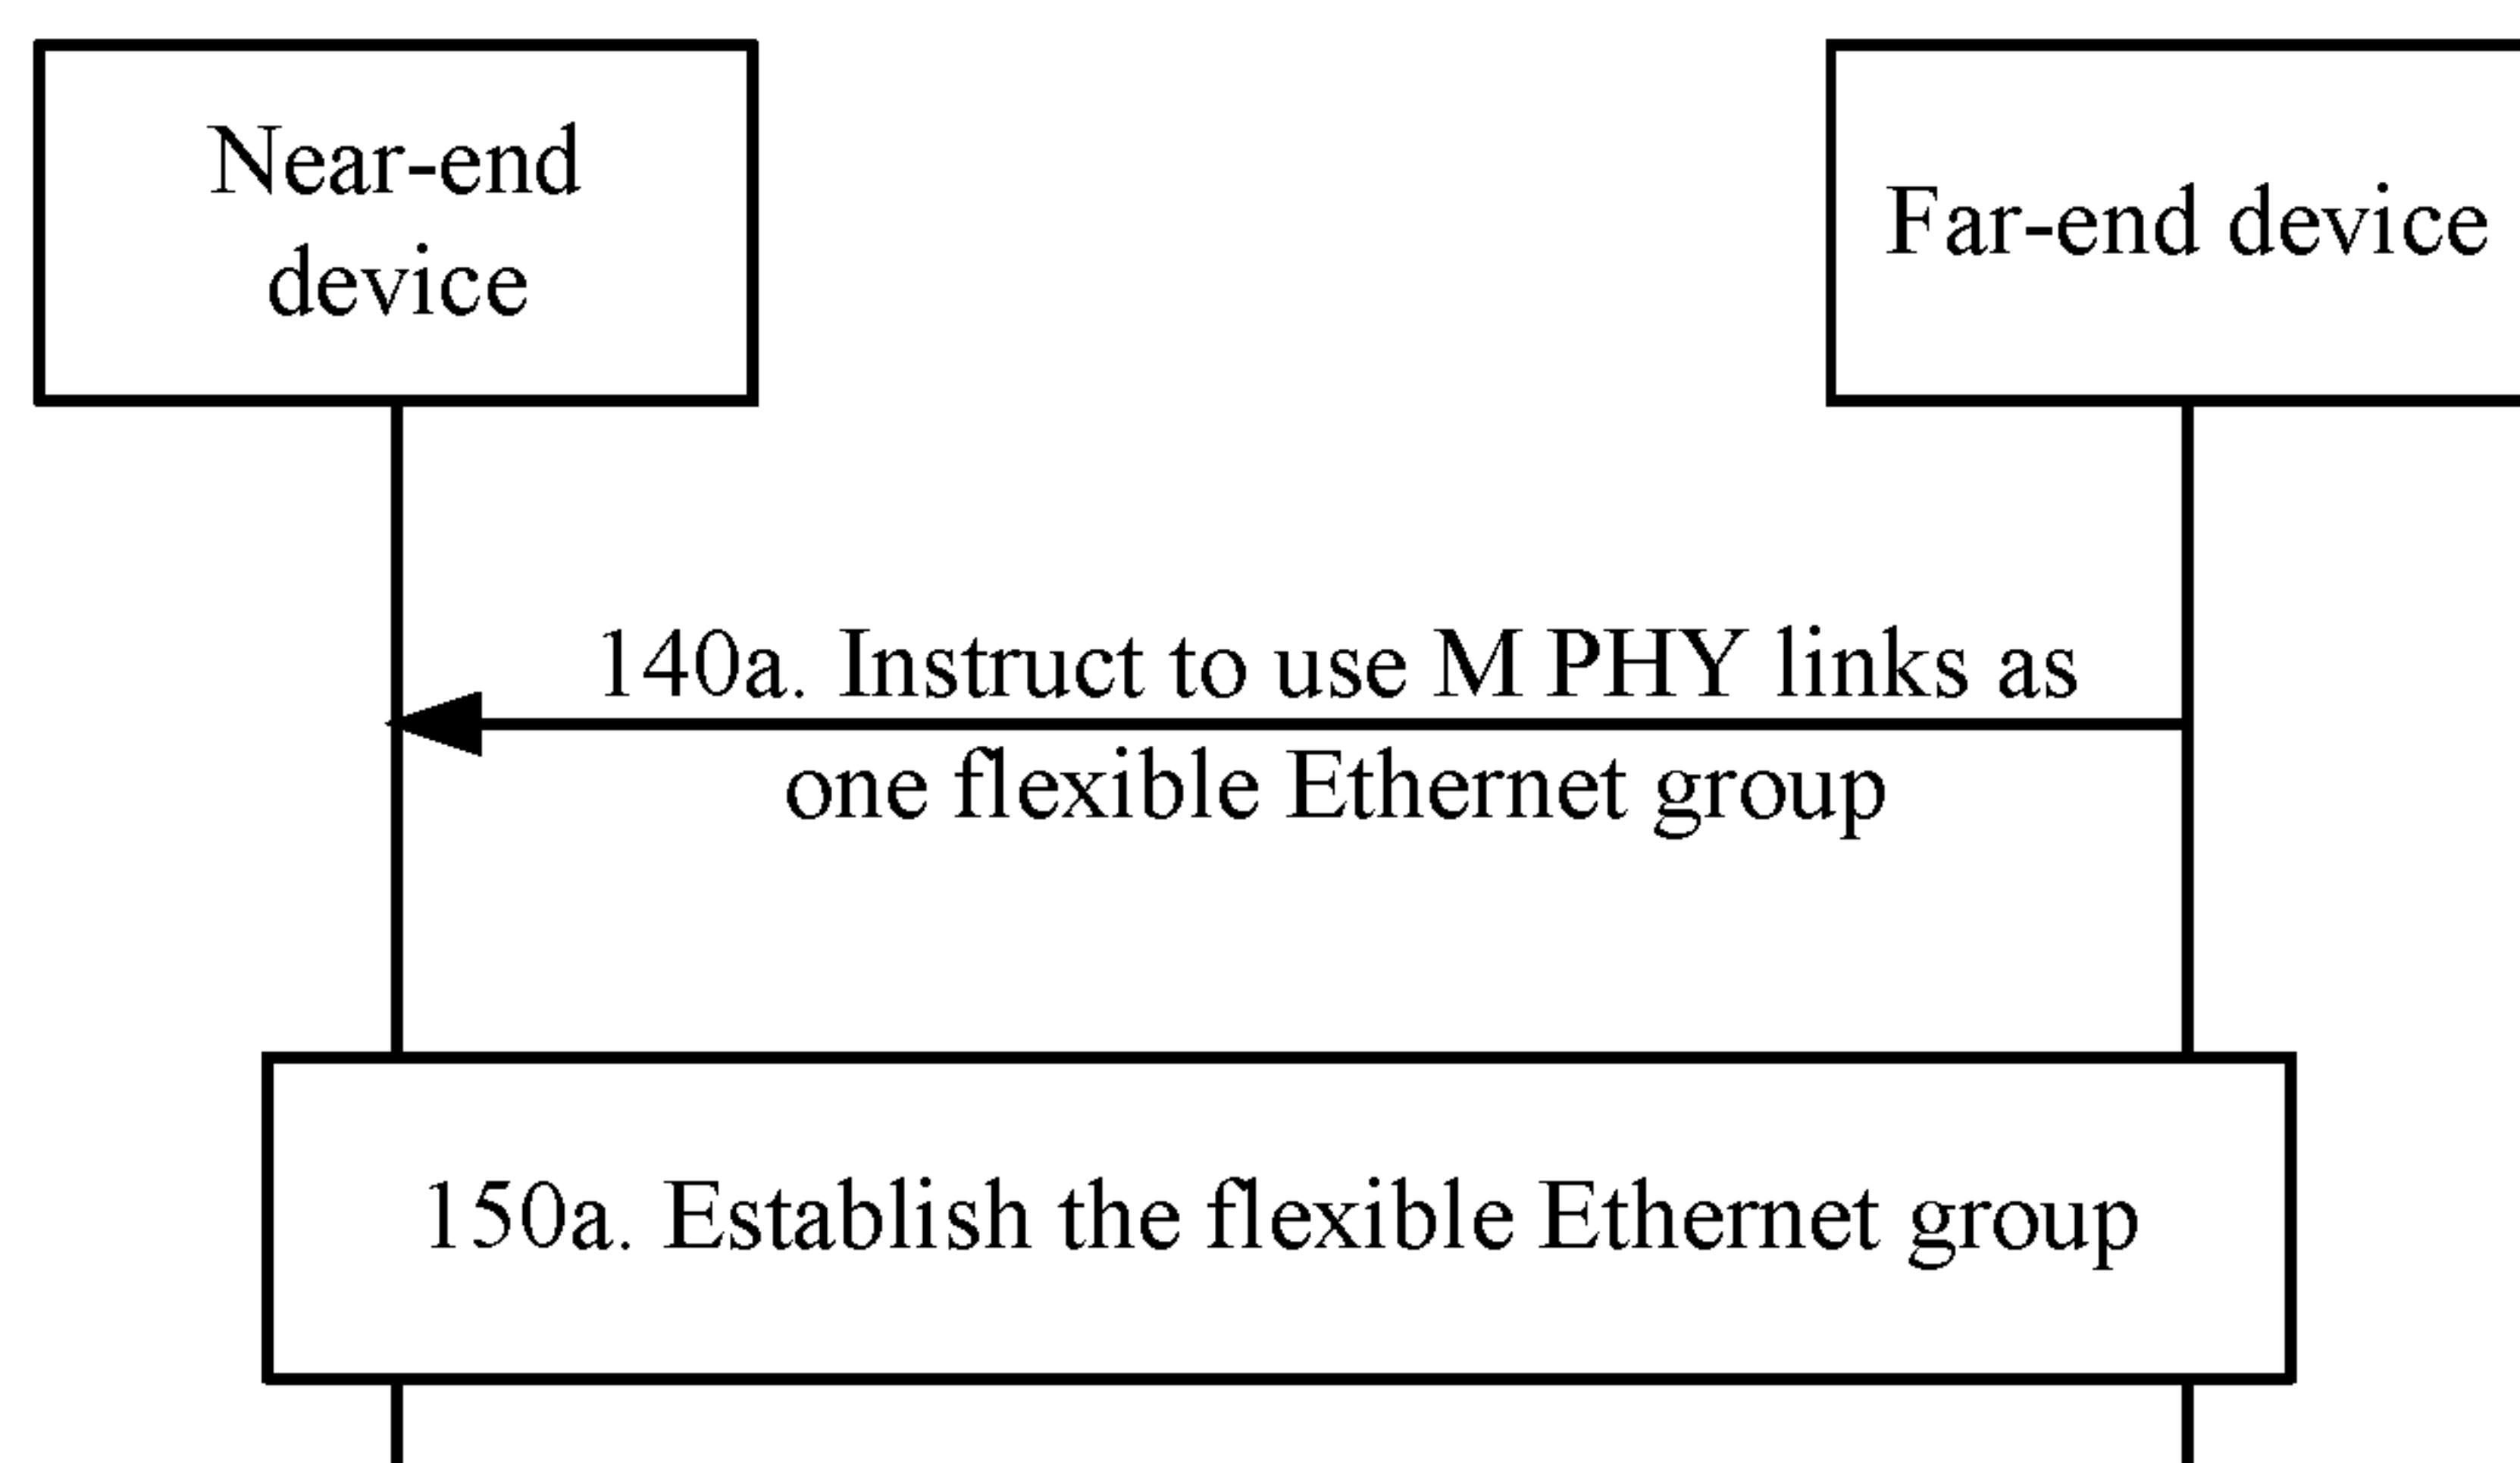 Near-end
device
Far-end device
140a. Instruct to use M PHY links as
one flexible Ethernet group
150a. Establish the flexible Ethernet group